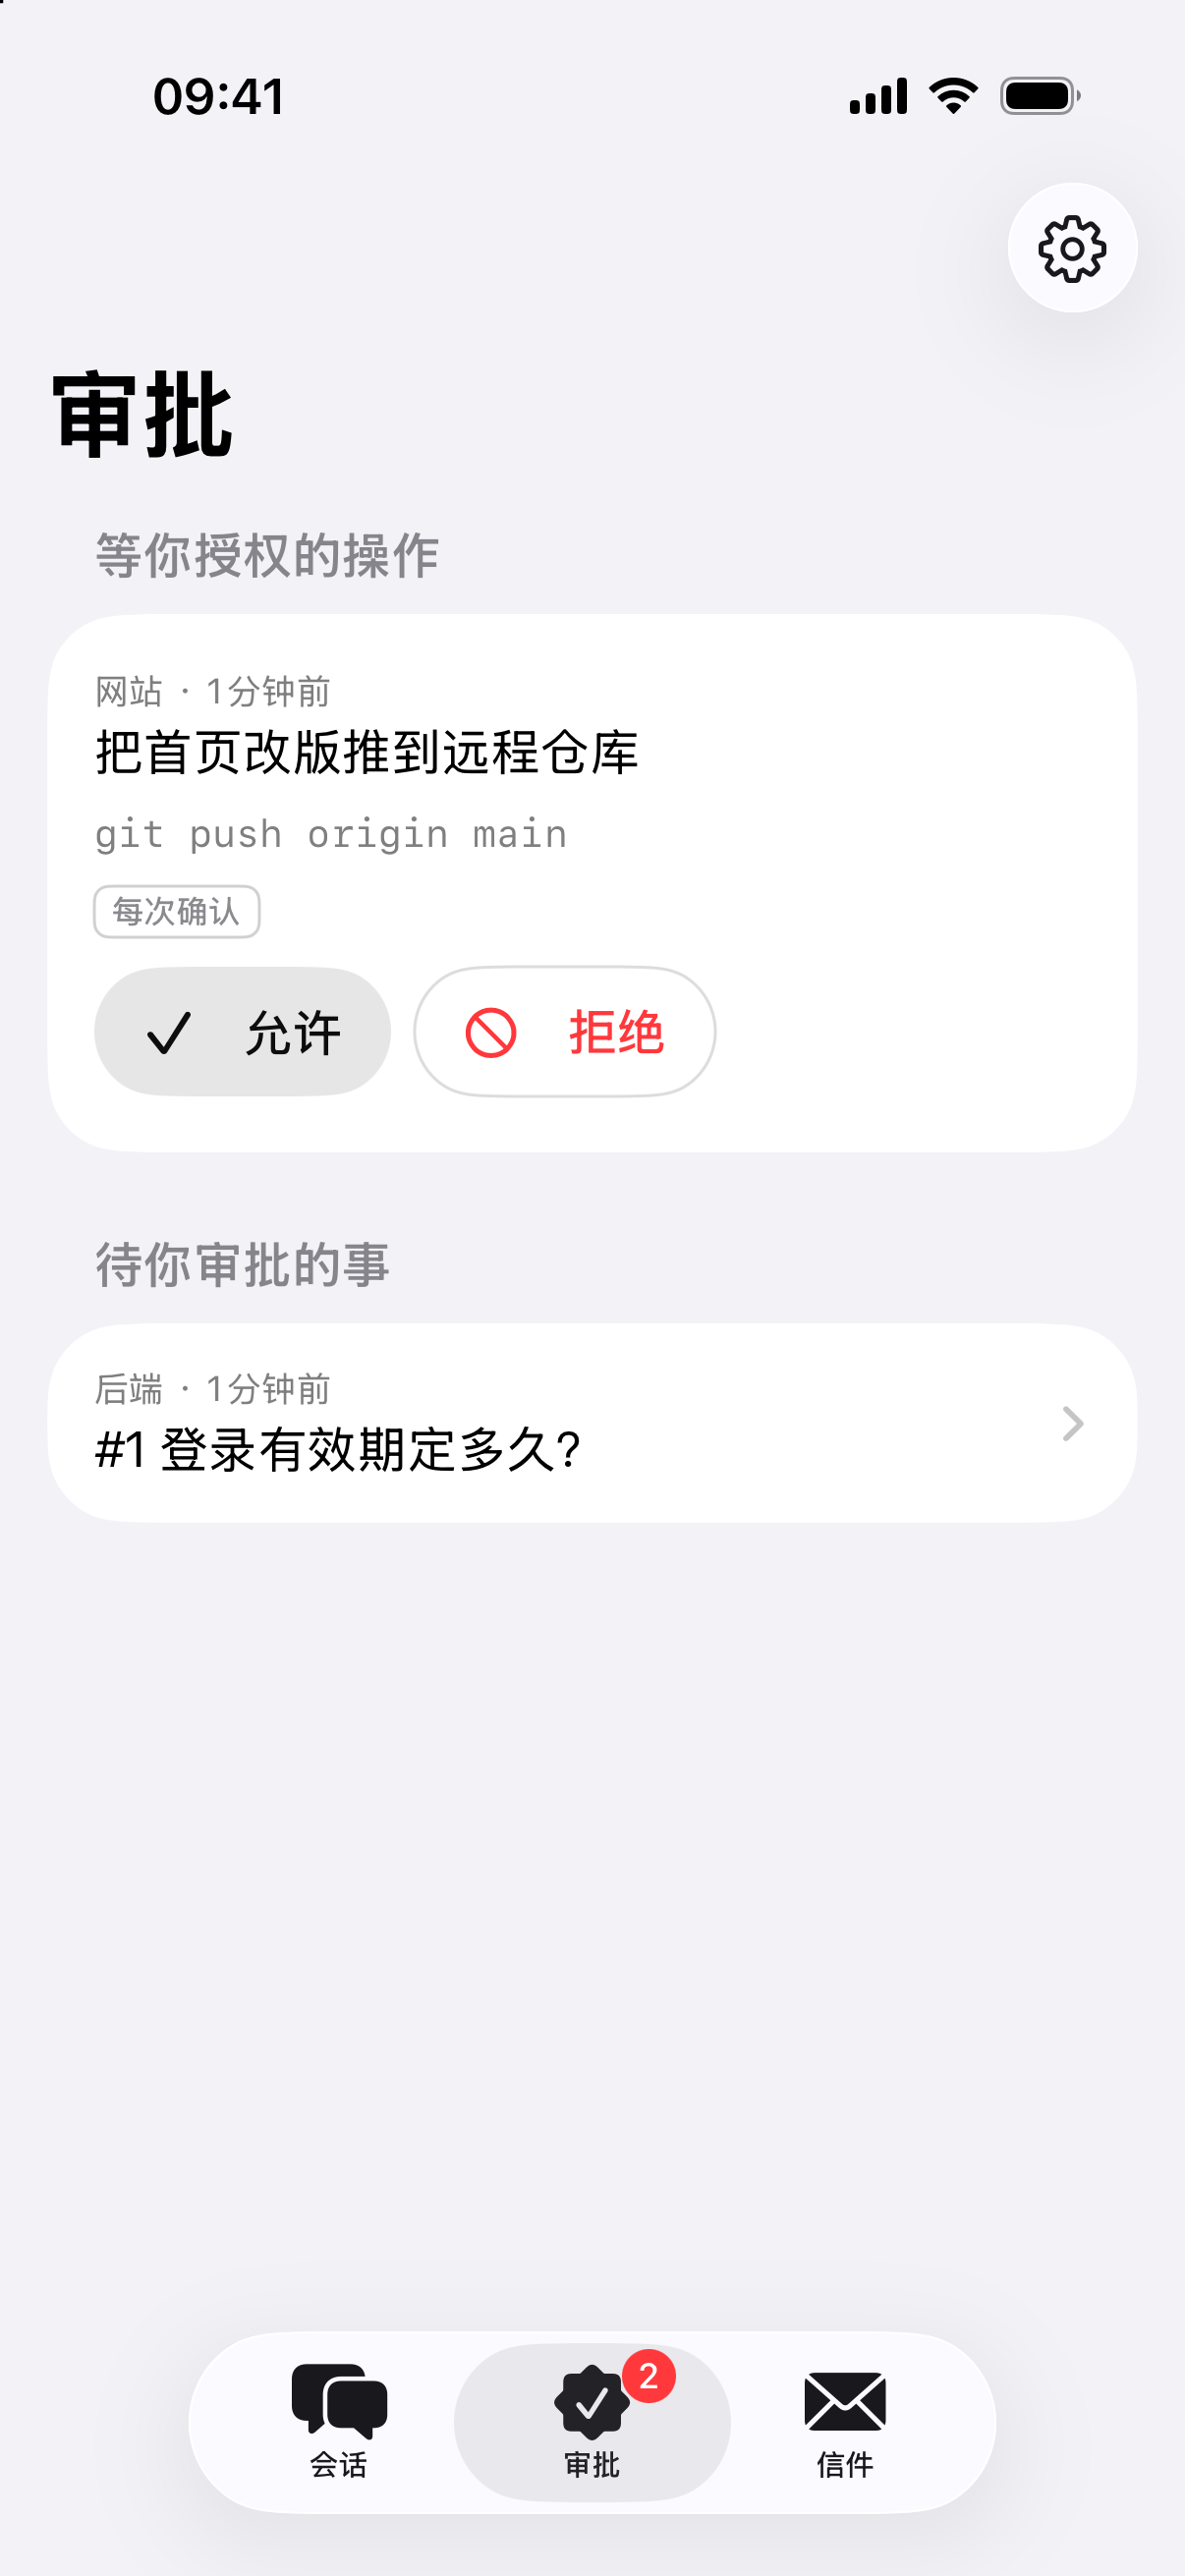 09:41
审批
等你授权的操作
网站 · 1分钟前
把首页改版推到远程仓库
git push origin main
每次确认
允许
拒绝
待你审批的事
后端 · 1分钟前
#1 登录有效期定多久?
2
会话
审批
信件